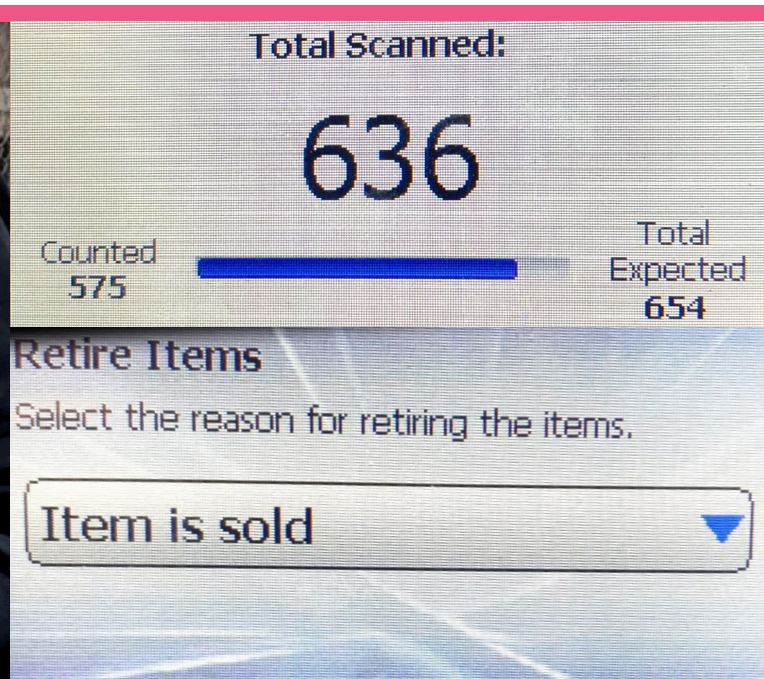 Total Scanned:
636
Counted
575
Total
Expected
654
Retire Items
Select the reason for retiring the items.
Item is sold